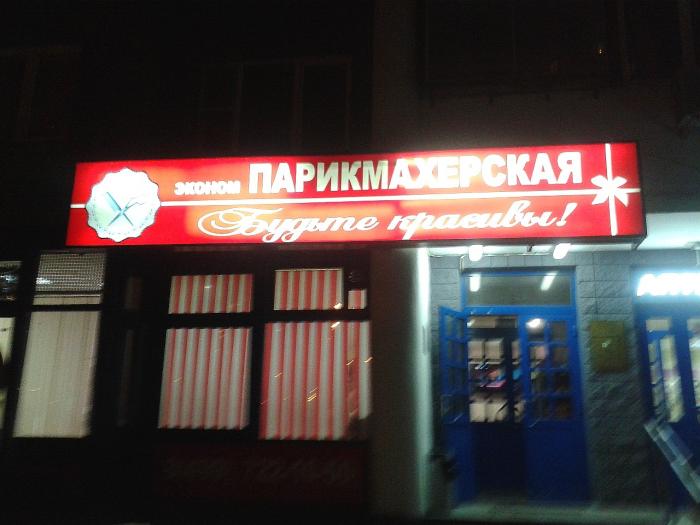 эконом ПАРИКМАХЕРСКАЯ
Будьте красивы!